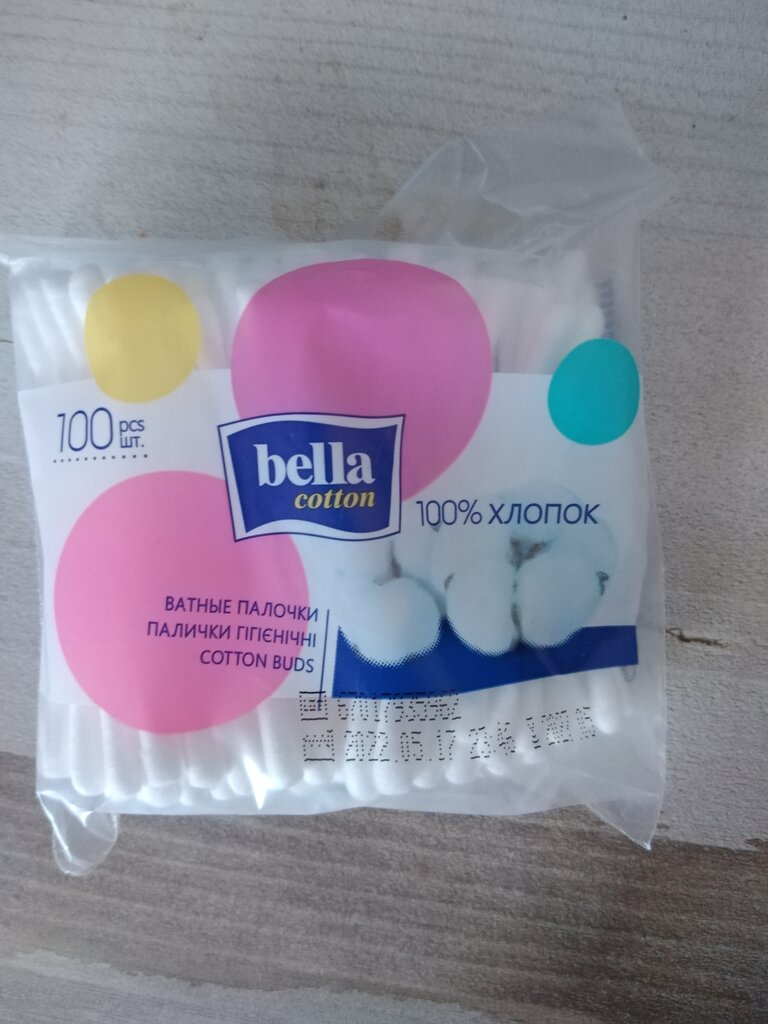 100 pcs
шт.
bella
cotton
100% ХЛОПОК
ВАТНЫЕ ПАЛОЧКИ
ПАЛИЧКИ ГІГІЄНІЧНІ
COTTON BUDS
2022.05.17